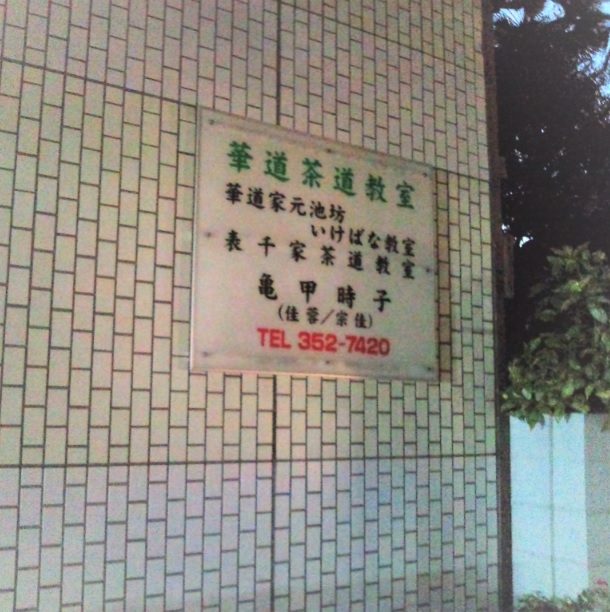 華道茶道教室
華道家元池坊
いけばな教室
表千家茶道教室
亀甲時子
(佳蓉/宗佳)
TEL 352-7420